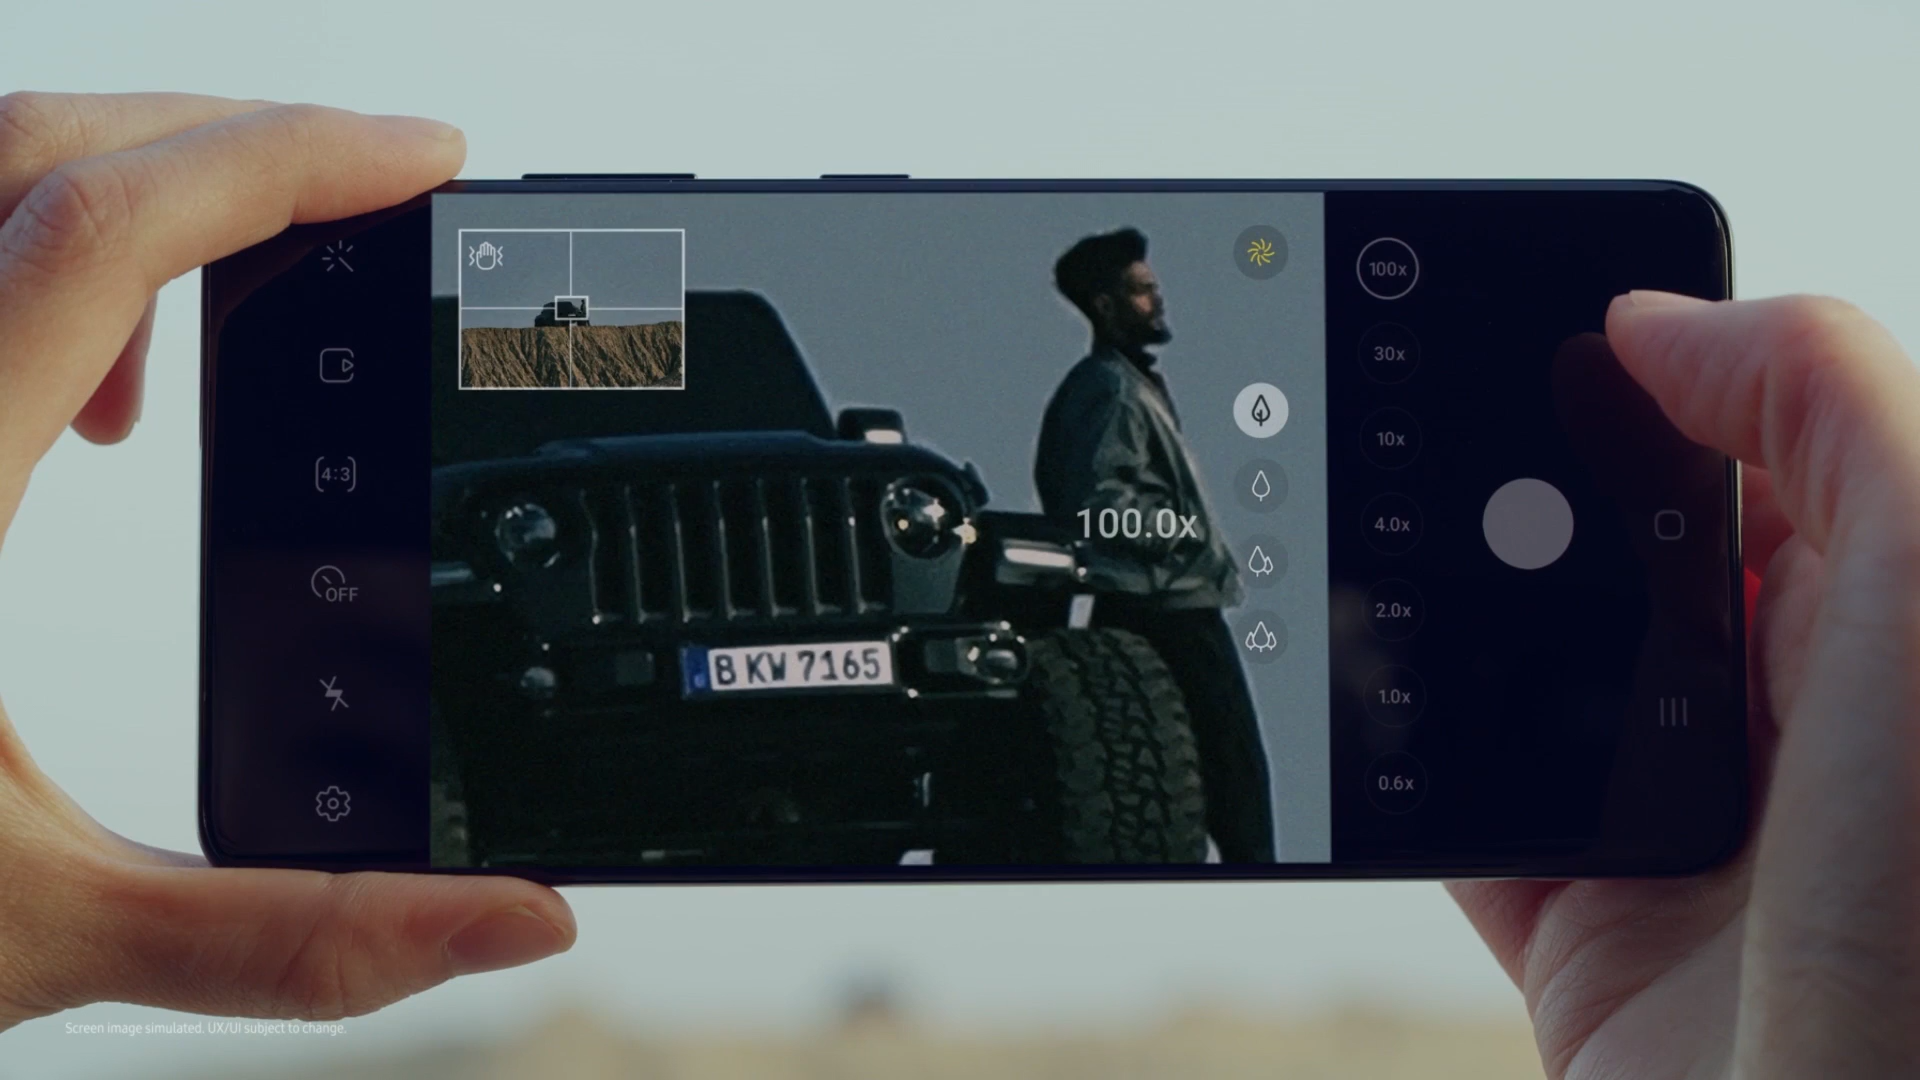 4:3
OFF
100.0x
B KW 7165
100x
30x
10x
4.0x
2.0x
1.0x
0.6x
Screen image simulated. UX/UI subject to change.